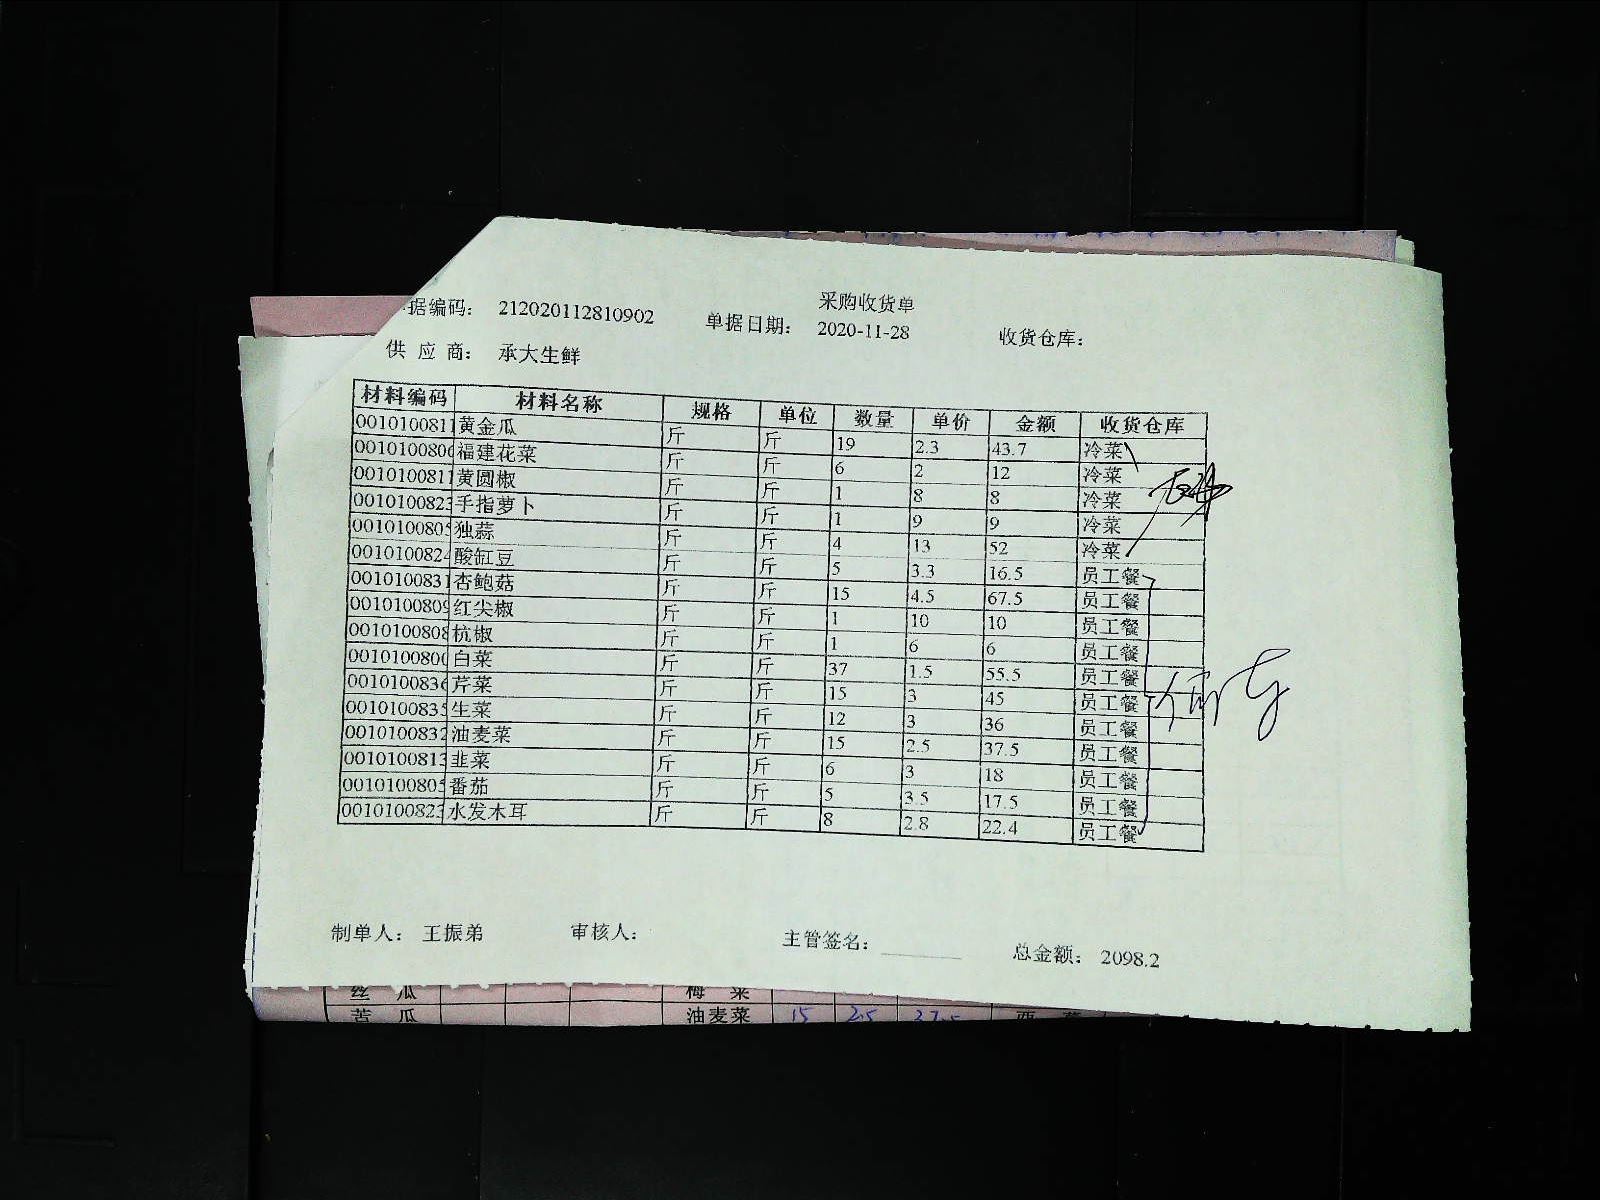 采购收货单
据编码： 212020112810902 单据日期： 2020-11-28 收货仓库：
供 应 商： 承大生鲜
材料编码 材料名称 规格 单位 数量 单价 金额 收货仓库
0010100811 黄金瓜 斤 斤 19 2.3 43.7 冷菜
001010080 福建花菜 斤 斤 6 2 12 冷菜
0010100811 黄圆椒 斤 斤 1 8 8 冷菜
001010082 手指萝卜 斤 斤 1 9 9 冷菜
001010080 独蒜 斤 斤 4 13 52 冷菜
001010082 酸缸豆 斤 斤 5 3.3 16.5 员工餐
0010100831 杏鲍菇 斤 斤 15 4.5 67.5 员工餐
001010080 红尖椒 斤 斤 1 10 10 员工餐
0010100808 杭椒 斤 斤 1 6 6 员工餐
001010080 白菜 斤 斤 37 1.5 55.5 员工餐
001010083 芹菜 斤 斤 15 3 45 员工餐
001010083 生菜 斤 斤 12 3 36 员工餐
0010100832 油麦菜 斤 斤 15 2.5 37.5 员工餐
001010081 韭菜 斤 斤 6 3 18 员工餐
001010080 番茄 斤 斤 5 3.5 17.5 员工餐
001010082 水发木耳 斤 斤 8 2.8 22.4 员工餐
制单人： 王振弟 审核人： 主管签名： 总金额： 2098.2
丝 瓜 梅 菜
苦 瓜 油麦菜 15 2.5 37.5